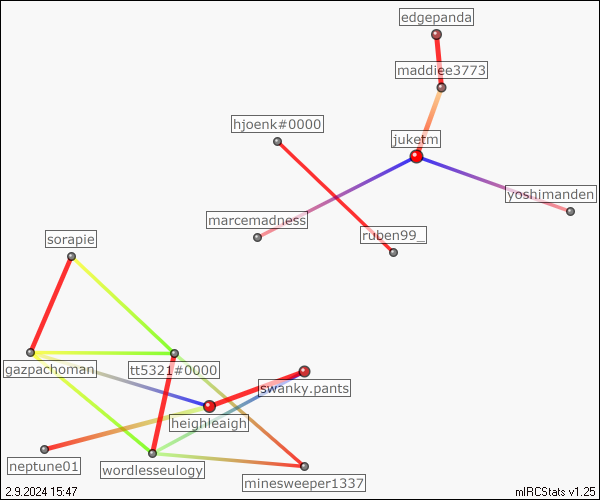 edgepanda
maddiee3773
hjoenk#0000
juketm
yoshimanden
marcemadness
ruben99_
sorapie
gazpachoman
tt5321#0000
swanky.pants
heighleaigh
neptune01
wordlesseulogy
minesweeper1337
2.9.2024 15:47
mIRCStats v1.25